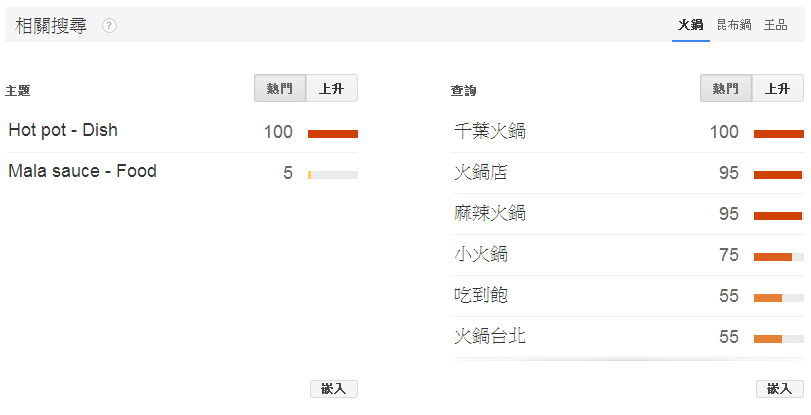 相關搜尋 ?
火鍋 昆布鍋 王品
主題 熱門 上升
Hot pot - Dish 100
Mala sauce - Food 5
嵌入
查詢 熱門 上升
千葉火鍋 100
火鍋店 95
麻辣火鍋 95
小火鍋 75
吃到飽 55
火鍋台北 55
嵌入